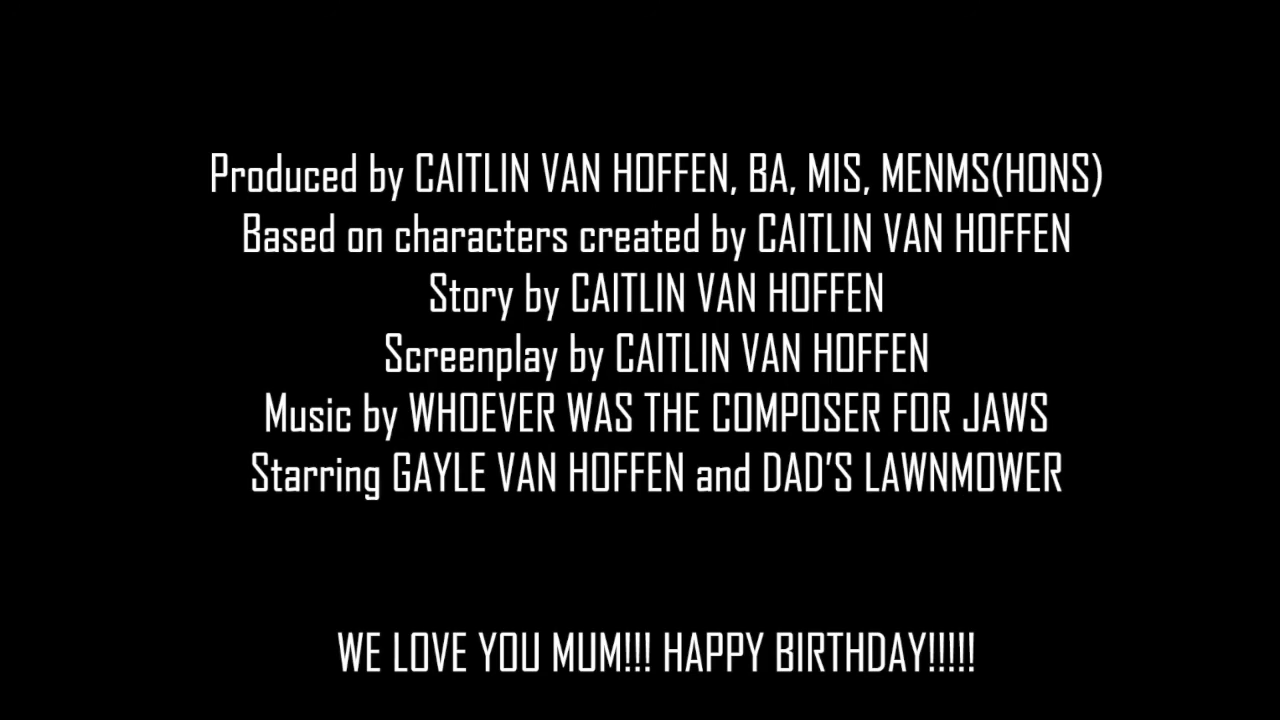 Produced by CAITLIN VAN HOFFEN, BA, MIS, MENMS(HONS)
Based on characters created by CAITLIN VAN HOFFEN
Story by CAITLIN VAN HOFFEN
Screenplay by CAITLIN VAN HOFFEN
Music by WHOEVER WAS THE COMPOSER FOR JAWS
Starring GAYLE VAN HOFFEN and DAD'S LAWNMOWER
WE LOVE YOU MUM!!! HAPPY BIRTHDAY!!!!!